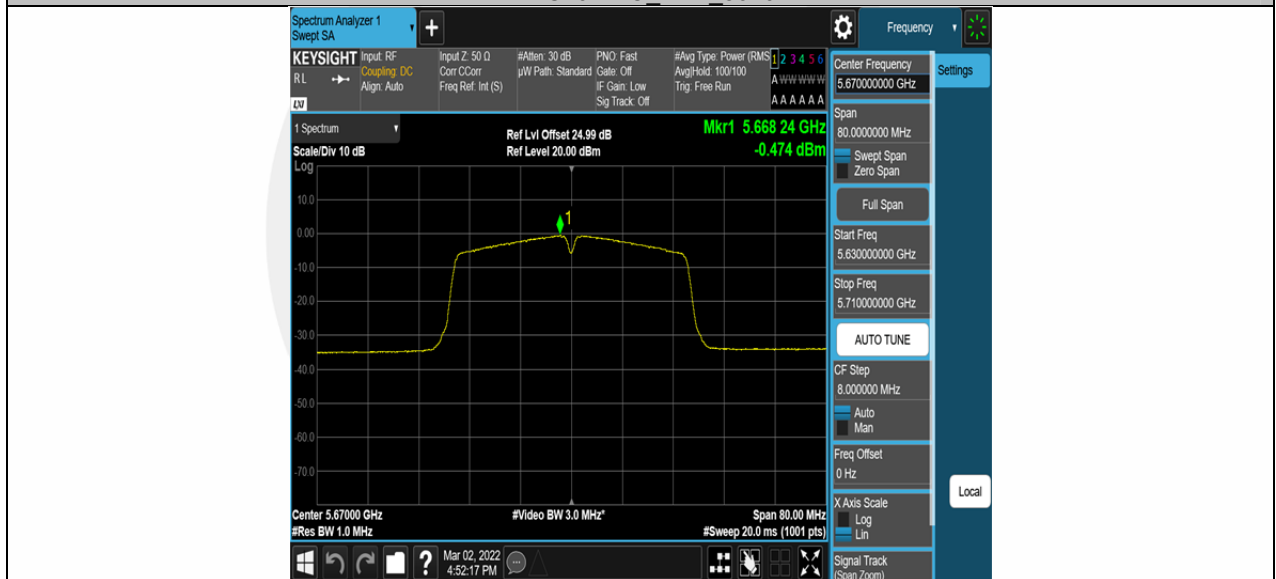 Spectrum Analyzer 1
Swept SA
+
Frequency
KEYSIGHT
RL
LXI
Input: RF
Coupling: DC
Align: Auto
Input Z: 50 Ω
Corr CCorr
Freq Ref: Int (S)
#Atten: 30 dB
µW Path: Standard
PNO: Fast
Gate: Off
IF Gain: Low
Sig Track: Off
#Avg Type: Power (RMS
Avg|Hold: 100/100
Trig: Free Run
1 2 3 4 5 6
A W W W W W
A A A A A A
1 Spectrum
Scale/Div 10 dB
Log
Ref Lvl Offset 24.99 dB
Ref Level 20.00 dBm
Mkr1 5.668 24 GHz
-0.474 dBm
1
10.0
0.00
-10.0
-20.0
-30.0
-40.0
-50.0
-60.0
-70.0
Center 5.67000 GHz
#Res BW 1.0 MHz
#Video BW 3.0 MHz*
Span 80.00 MHz
#Sweep 20.0 ms (1001 pts)
?
Mar 02, 2022
4:52:17 PM
Center Frequency
5.670000000 GHz
Span
80.0000000 MHz
Swept Span
Zero Span
Full Span
Start Freq
5.630000000 GHz
Stop Freq
5.710000000 GHz
AUTO TUNE
CF Step
8.000000 MHz
Auto
Man
Freq Offset
0 Hz
X Axis Scale
Log
Lin
Signal Track
(Span Zoom)
Settings
Local